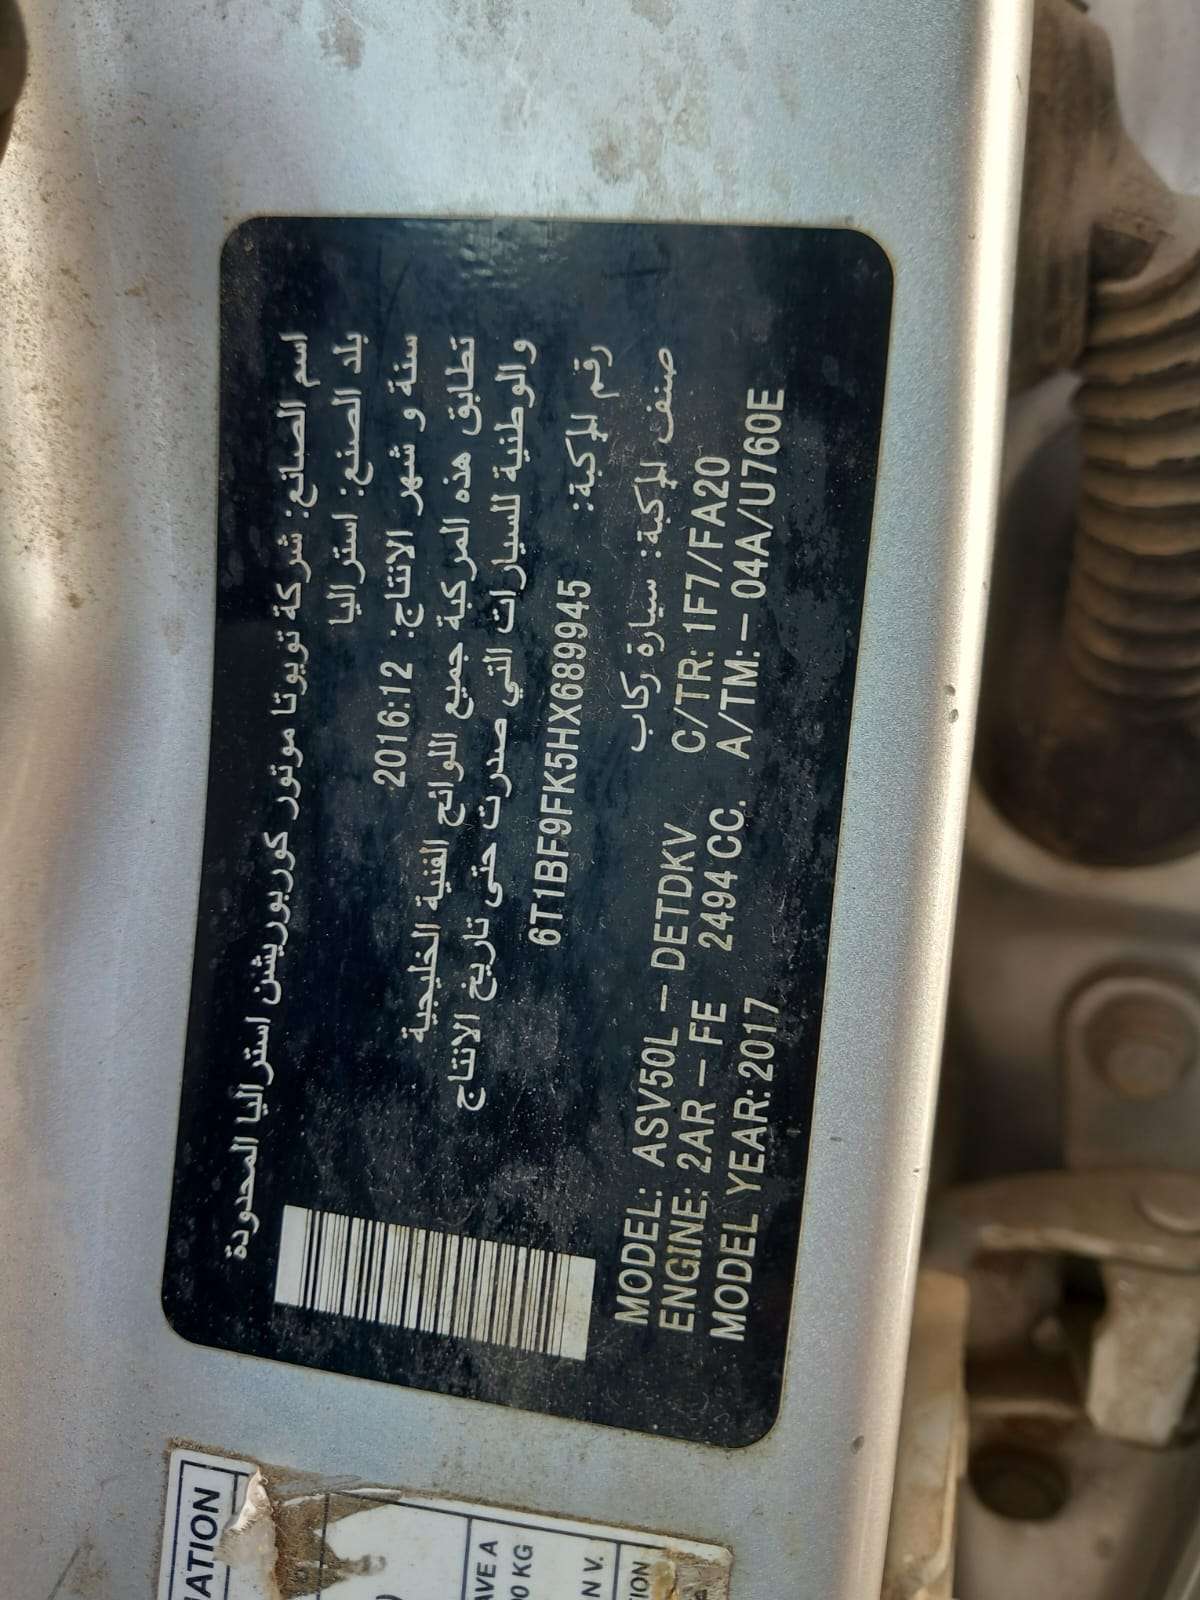 اسم الصانع: شركة تويوتا موتور كوربوريشن استراليا المحدودة
بلد الصنع: استراليا
سنة و شهر الانتاج: 2016:12
تطابق هذه المركبة جميع اللوائح الفنية الخليجية
والوطنية للسيارات التي صدرت حتى تاريخ الانتاج
رقم المركبة: 6T1BF9FK5HX689945
صنف المركبة: سيارة ركاب
MODEL: ASV50L – DETDKV C/TR: 1F7/FA20
ENGINE: 2AR – FE 2494 CC. A/TM: – 04A/U760E
MODEL YEAR: 2017